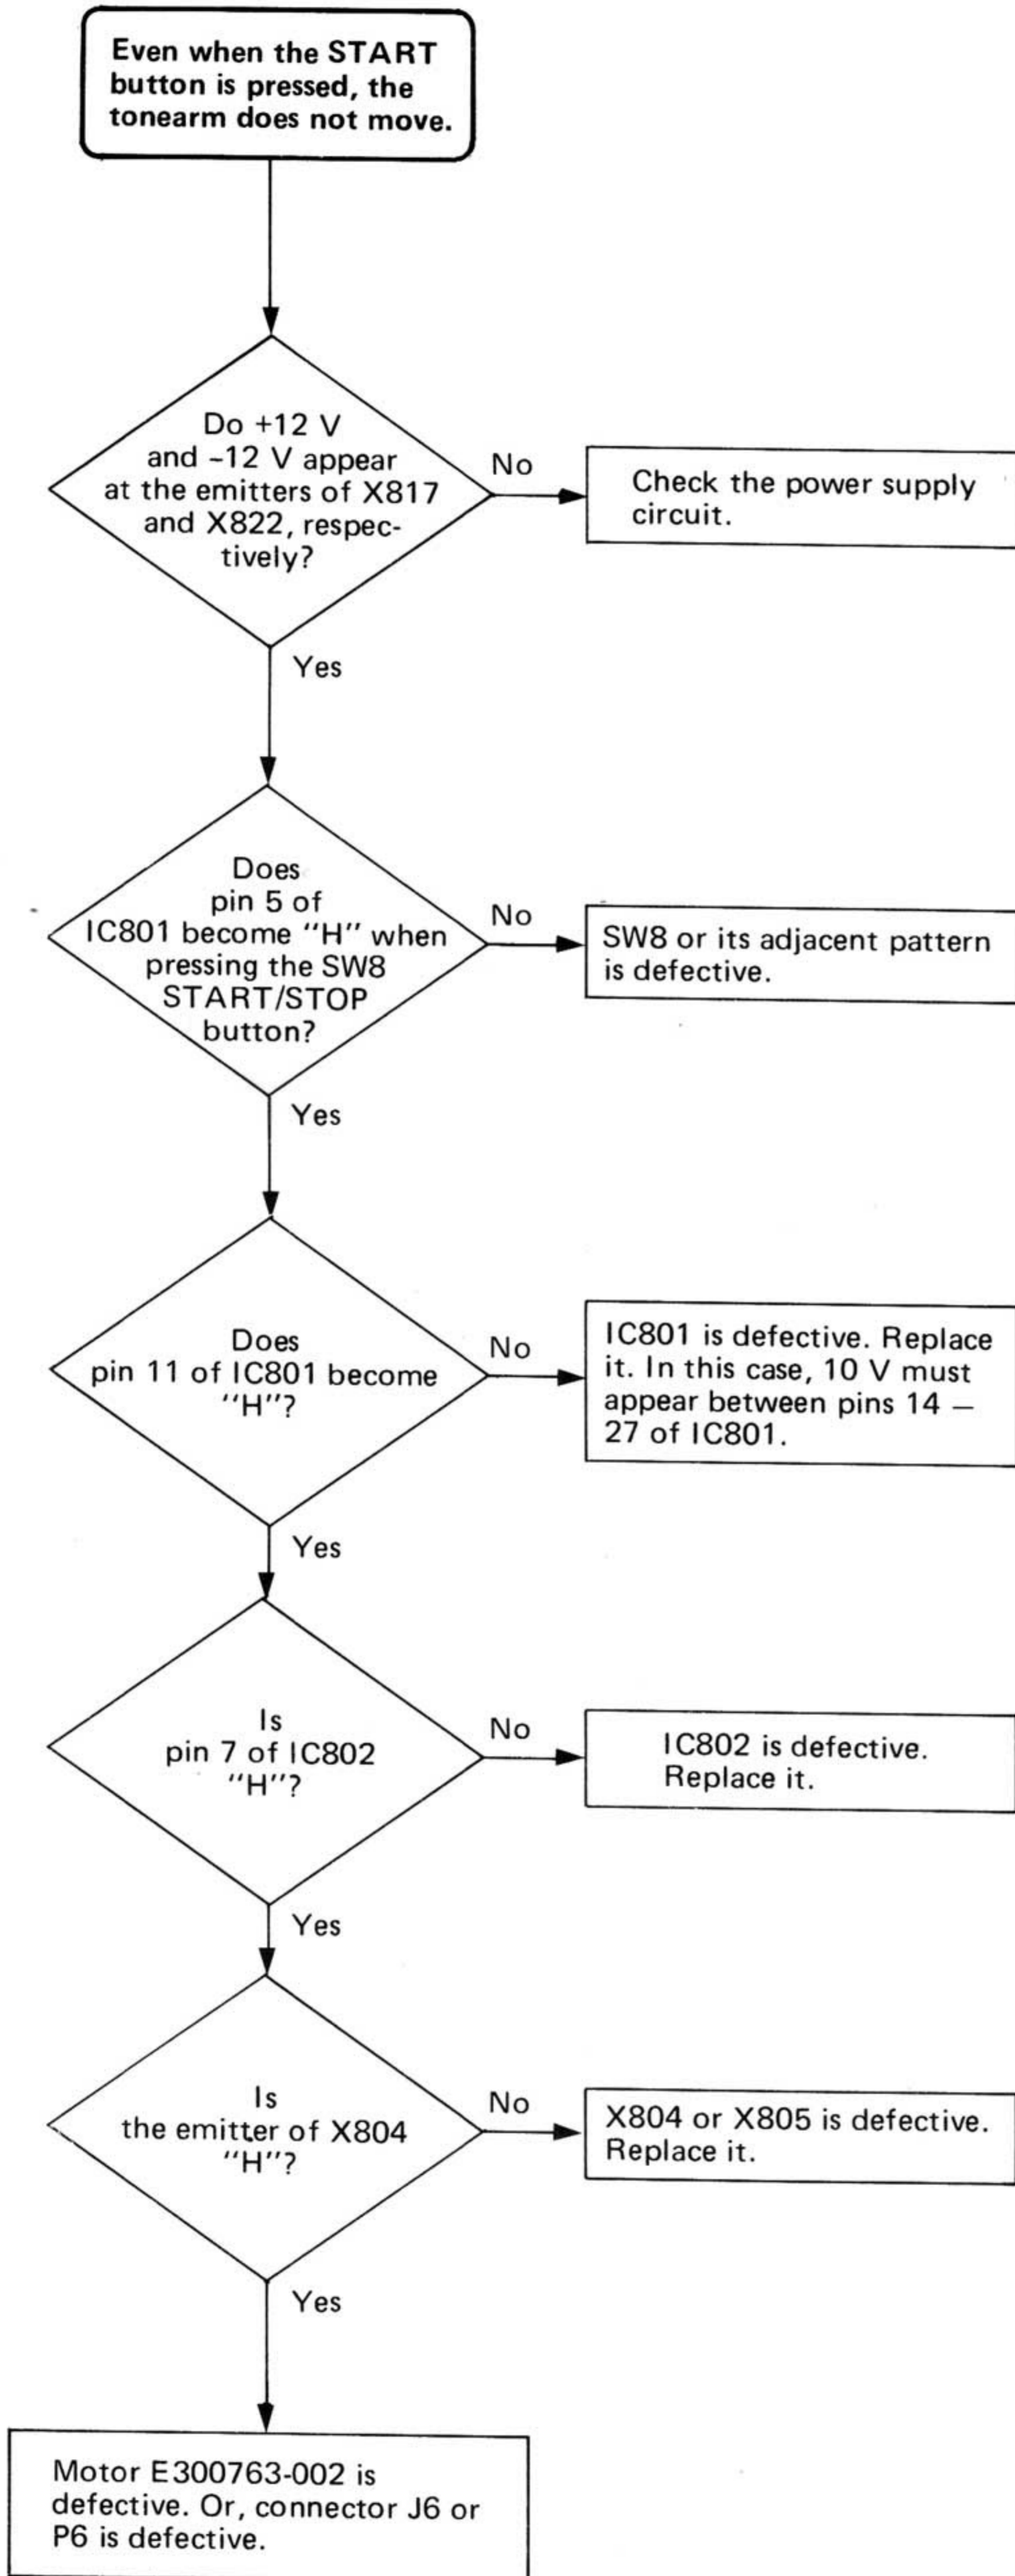 Even when the START
button is pressed, the
tonearm does not move.
Do +12 V
and -12 V appear
at the emitters of X817
and X822, respec-
tively?
No
Check the power supply
circuit.
Yes
Does
pin 5 of
IC801 become "H" when
pressing the SW8
START/STOP
button?
No
SW8 or its adjacent pattern
is defective.
Yes
Does
pin 11 of IC801 become
"H"?
No
IC801 is defective. Replace
it. In this case, 10 V must
appear between pins 14 –
27 of IC801.
Yes
Is
pin 7 of IC802
"H"?
No
IC802 is defective.
Replace it.
Yes
Is
the emitter of X804
"H"?
No
X804 or X805 is defective.
Replace it.
Yes
Motor E300763-002 is
defective. Or, connector J6 or
P6 is defective.